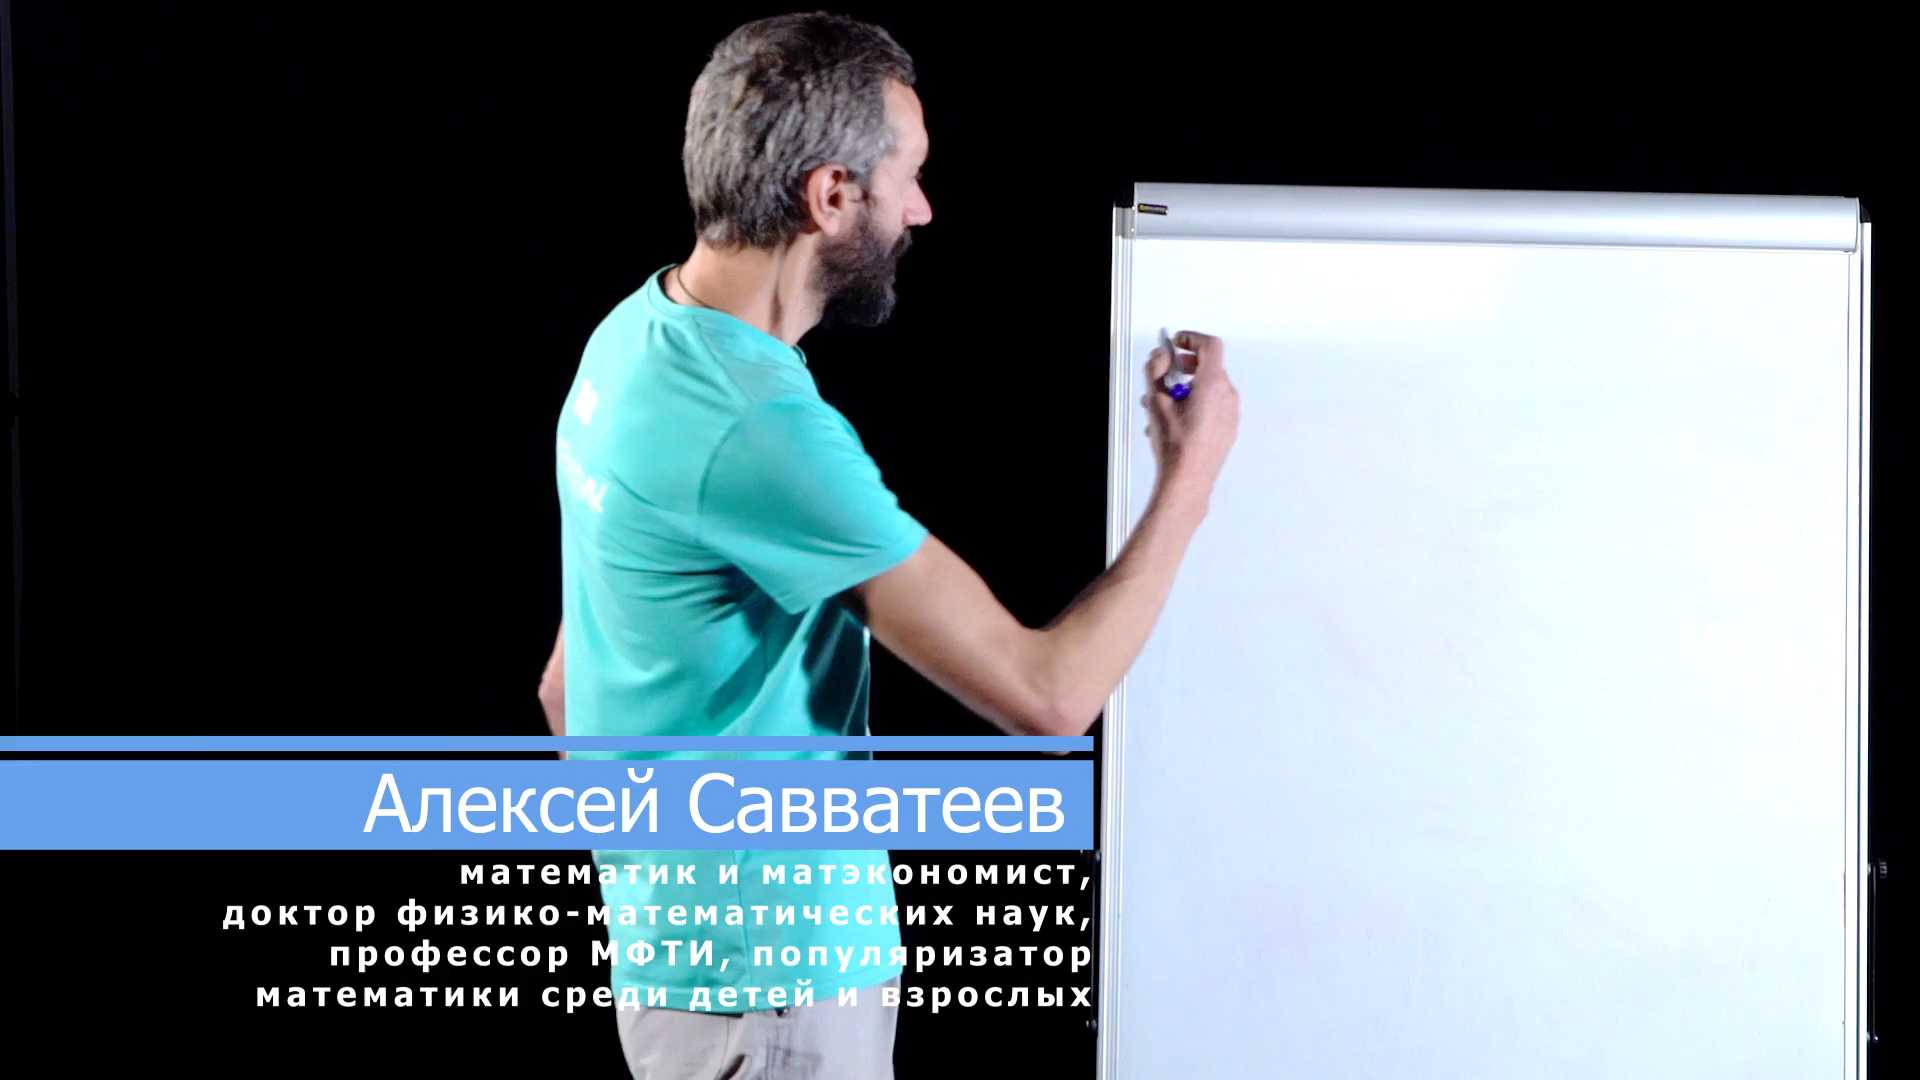 Алексей Савватеев
математик и матэкономист,
доктор физико-математических наук,
профессор МФТИ, популяризатор
математики среди детей и взрослых